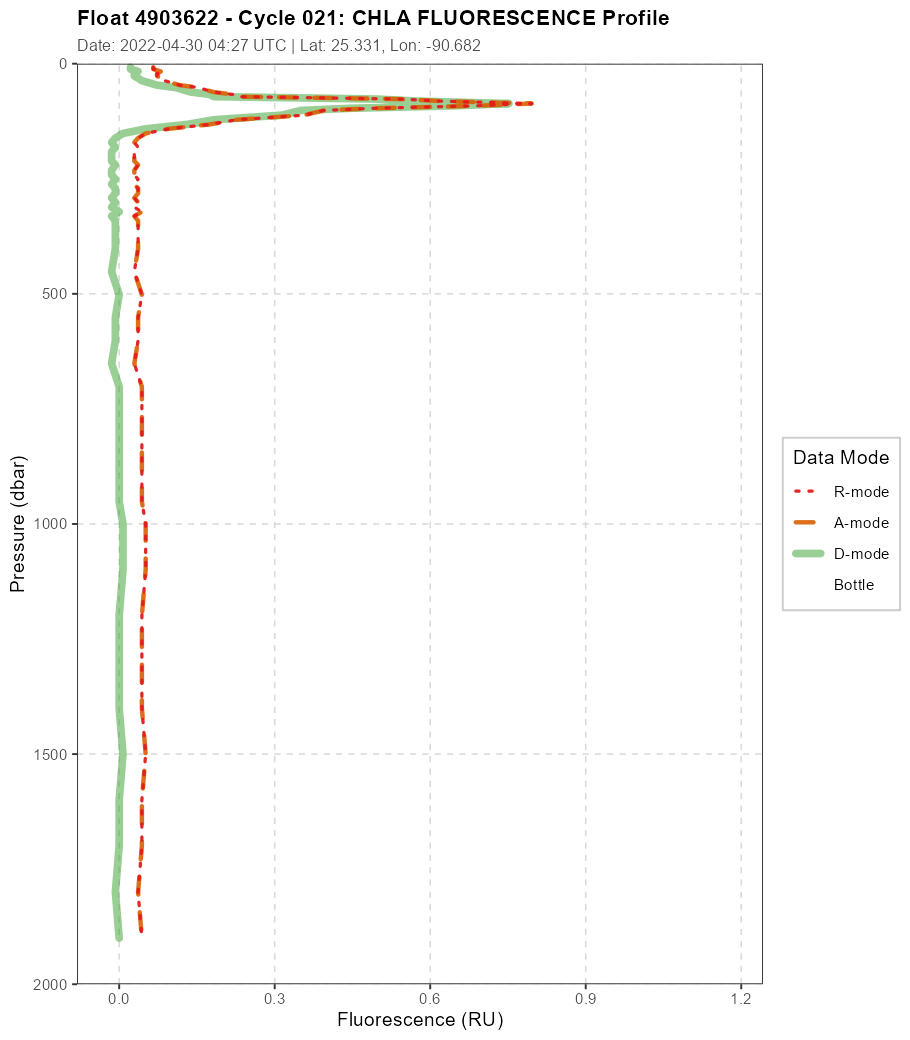 Float 4903622 - Cycle 021: CHLA FLUORESCENCE Profile
Date: 2022-04-30 04:27 UTC | Lat: 25.331, Lon: -90.682
0
500
1000
1500
2000
Pressure (dbar)
0.0
0.3
0.6
0.9
1.2
Fluorescence (RU)
Data Mode
R-mode
A-mode
D-mode
Bottle